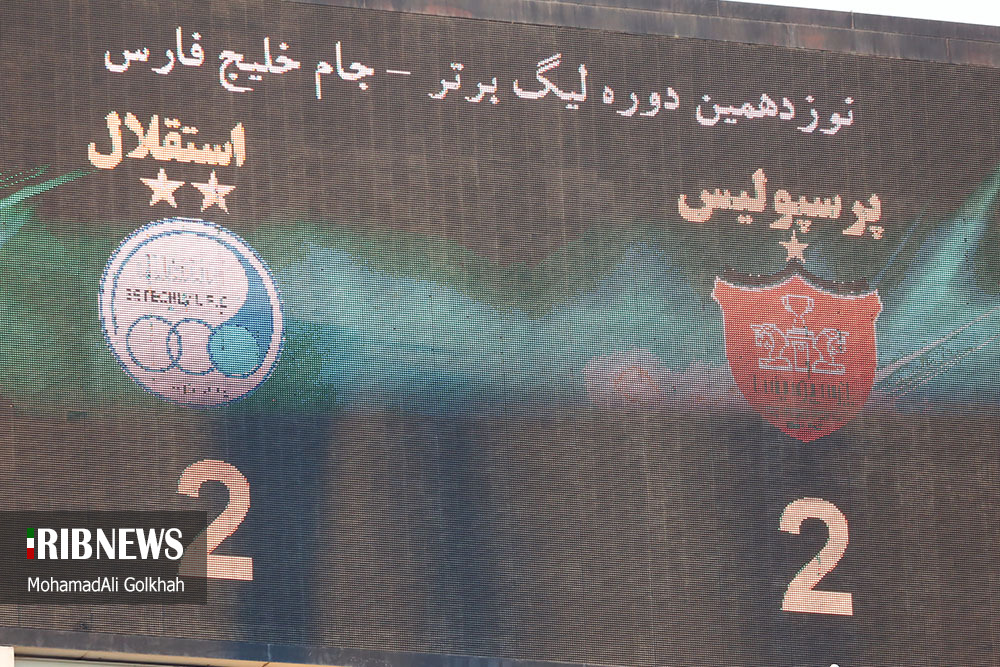 نوزدهمین دوره لیگ برتر – جام خلیج فارس
پرسپولیس
استقلال
2
2
IRIBNEWS
MohamadAli Golkhah